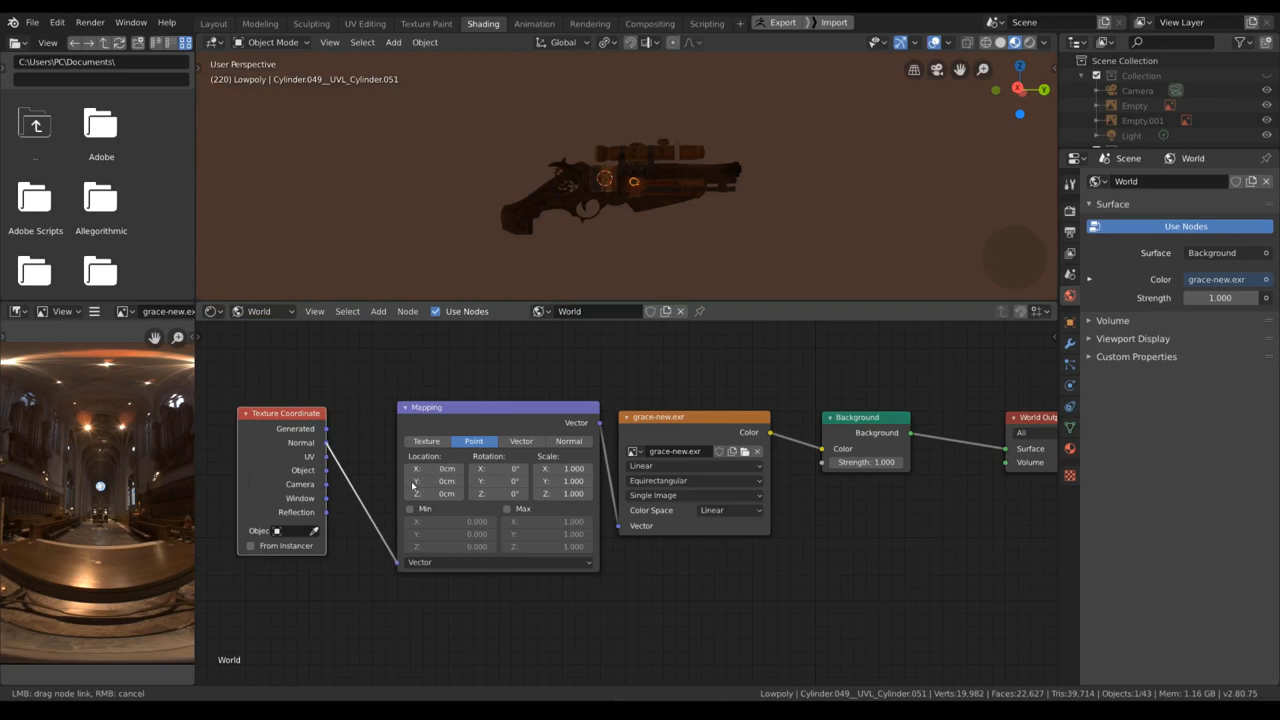 File Edit Render Window Help
Layout Modeling Sculpting UV Editing Texture Paint Shading Animation Rendering Compositing Scripting + Export Import
Scene View Layer
View
Object Mode View Select Add Object Global
C:\Users\PC\Documents\
..
Adobe
Adobe Scripts
Allegorithmic
User Perspective
(220) Lowpoly | Cylinder.049__UVL_Cylinder.051
Z
X
Y
Scene Collection
Collection
Camera
Empty
Empty.001
Light
Scene World
World
Surface
Use Nodes
Surface Background
Color grace-new.exr
Strength 1.000
Volume
Viewport Display
Custom Properties
View grace-new.ex
World View Select Add Node Use Nodes World
Texture Coordinate
Generated
Normal
UV
Object
Camera
Window
Reflection
Objec
From Instancer
Mapping
Vector
Texture Point Vector Normal
Location: Rotation: Scale:
X: 0cm X: 0° X: 1.000
Y: 0cm Y: 0° Y: 1.000
Z: 0cm Z: 0° Z: 1.000
Min Max
X: 0.000 X: 1.000
Y: 0.000 Y: 1.000
Z: 0.000 Z: 1.000
Vector
grace-new.exr
Color
grace-new.exr
Linear
Equirectangular
Single Image
Color Space Linear
Vector
Background
Background
Color
Strength: 1.000
World Outp
All
Surface
Volume
World
LMB: drag node link, RMB: cancel
Lowpoly | Cylinder.049__UVL_Cylinder.051 | Verts:19,982 | Faces:22,627 | Tris:39,714 | Objects:1/43 | Mem: 1.16 GB | v2.80.75